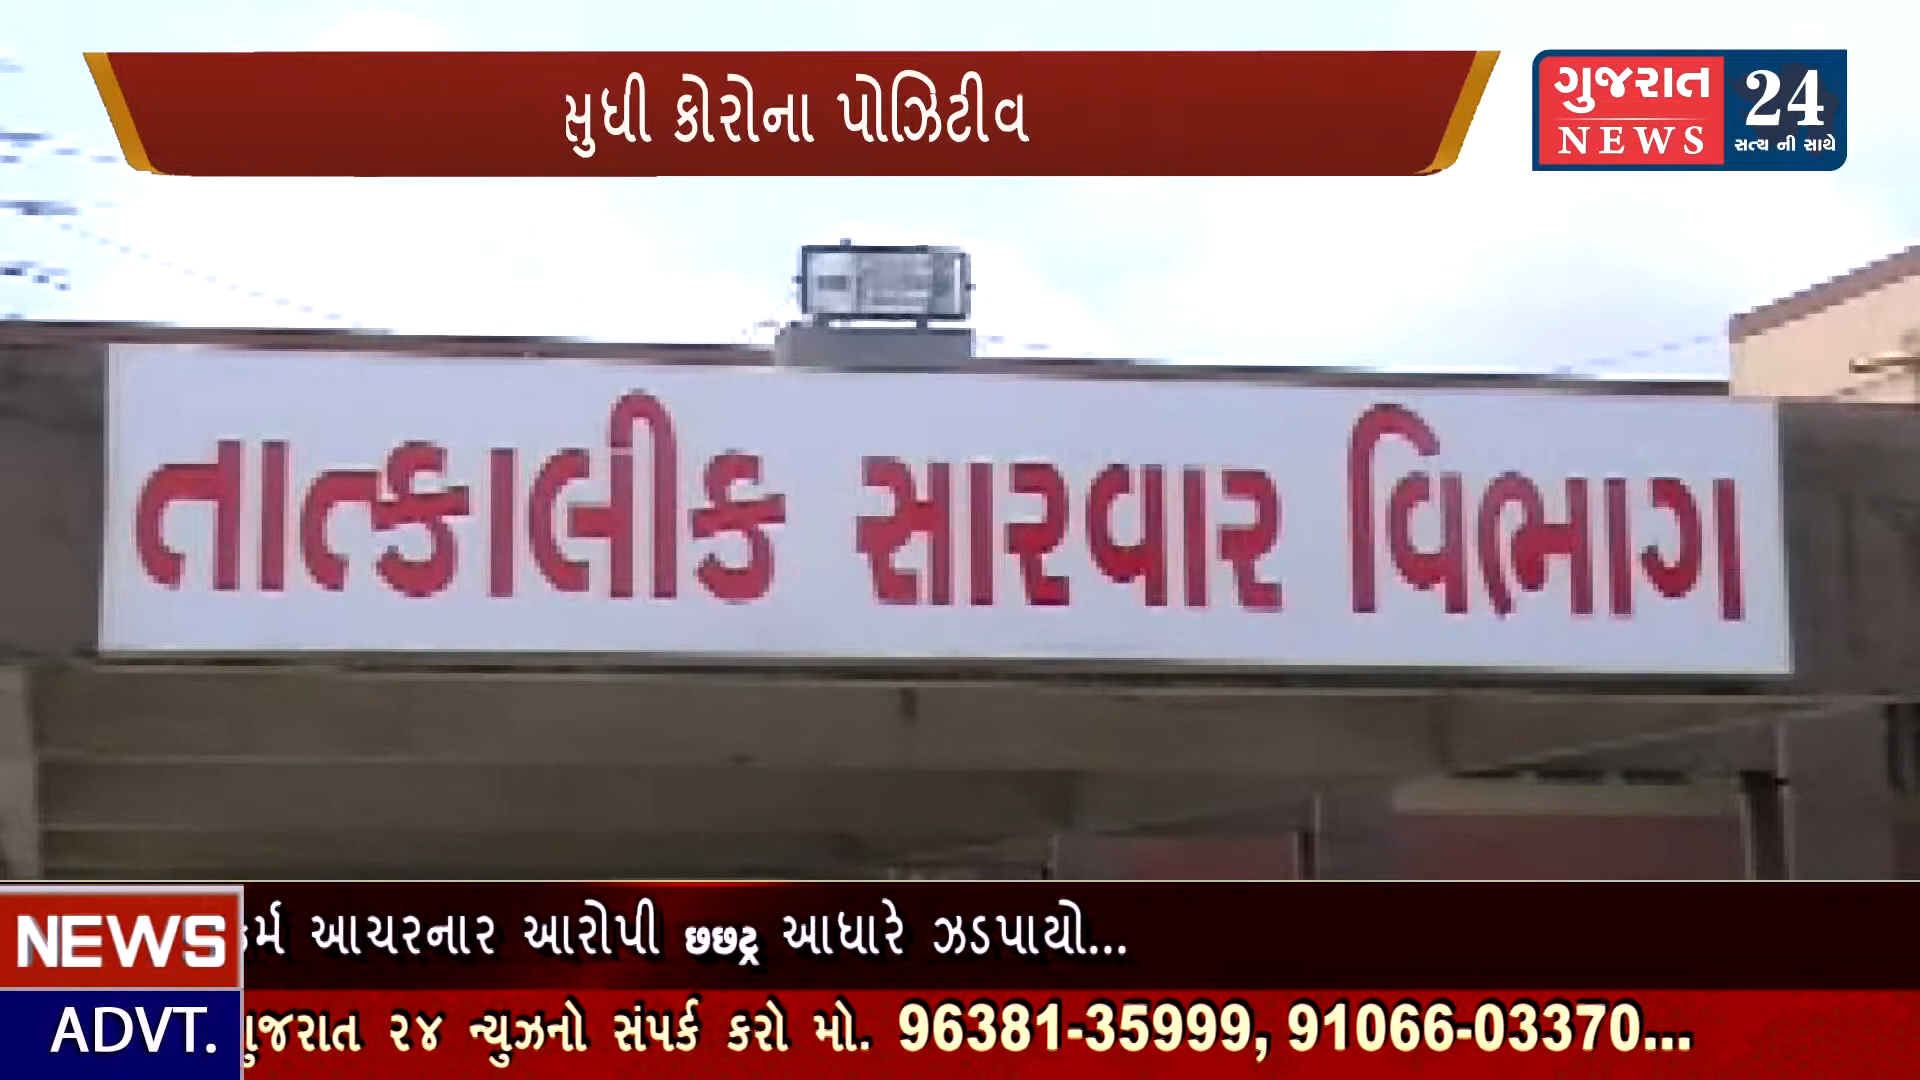 સુધી કોરોના પોઝિટીવ
ગુજરાત
NEWS
24
સત્ય ની સાથે
તાત્કાલીક સારવાર વિભાગ
NEWS
આચરનાર આરોપી છછટ્ર આધારે ઝડપાયો...
ADVT.
ગુજરાત ૨૪ ન્યુઝનો સંપર્ક કરો મો. 96381-35999, 91066-03370...